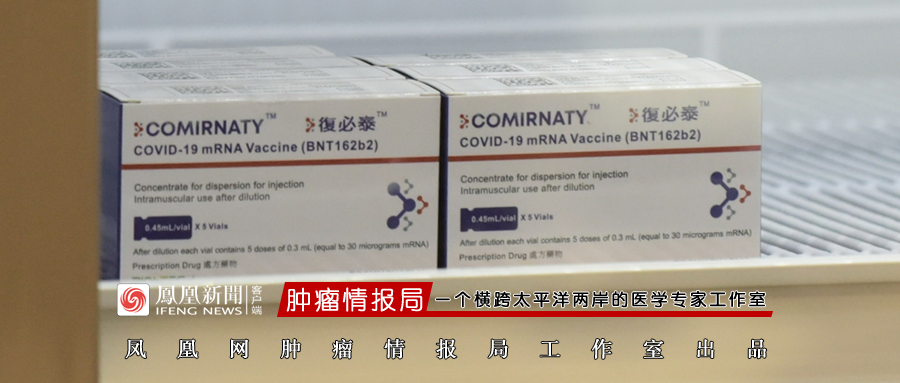 COMIRNATY™ 復必泰™
COVID-19 mRNA Vaccine (BNT162b2)
Concentrate for dispersion for injection
Intramuscular use after dilution
0.45mL/vial X 5 Vials
After dilution each vial contains 5 doses of 0.3 mL (equal to 30 micrograms mRNA)
Prescription Drug 處方藥物
COMIRNATY™ 復必泰™
COVID-19 mRNA Vaccine (BNT162b2)
Concentrate for dispersion for injection
Intramuscular use after dilution
0.45mL/vial X 5 Vials
After dilution each vial contains 5 doses of 0.3 mL (equal to 30 micrograms mRNA)
Prescription Drug 處方藥物
鳳凰新聞 客户端
IFENG NEWS
肿瘤情报局 一个横跨太平洋两岸的医学专家工作室
凤凰网肿瘤情报局工作室出品